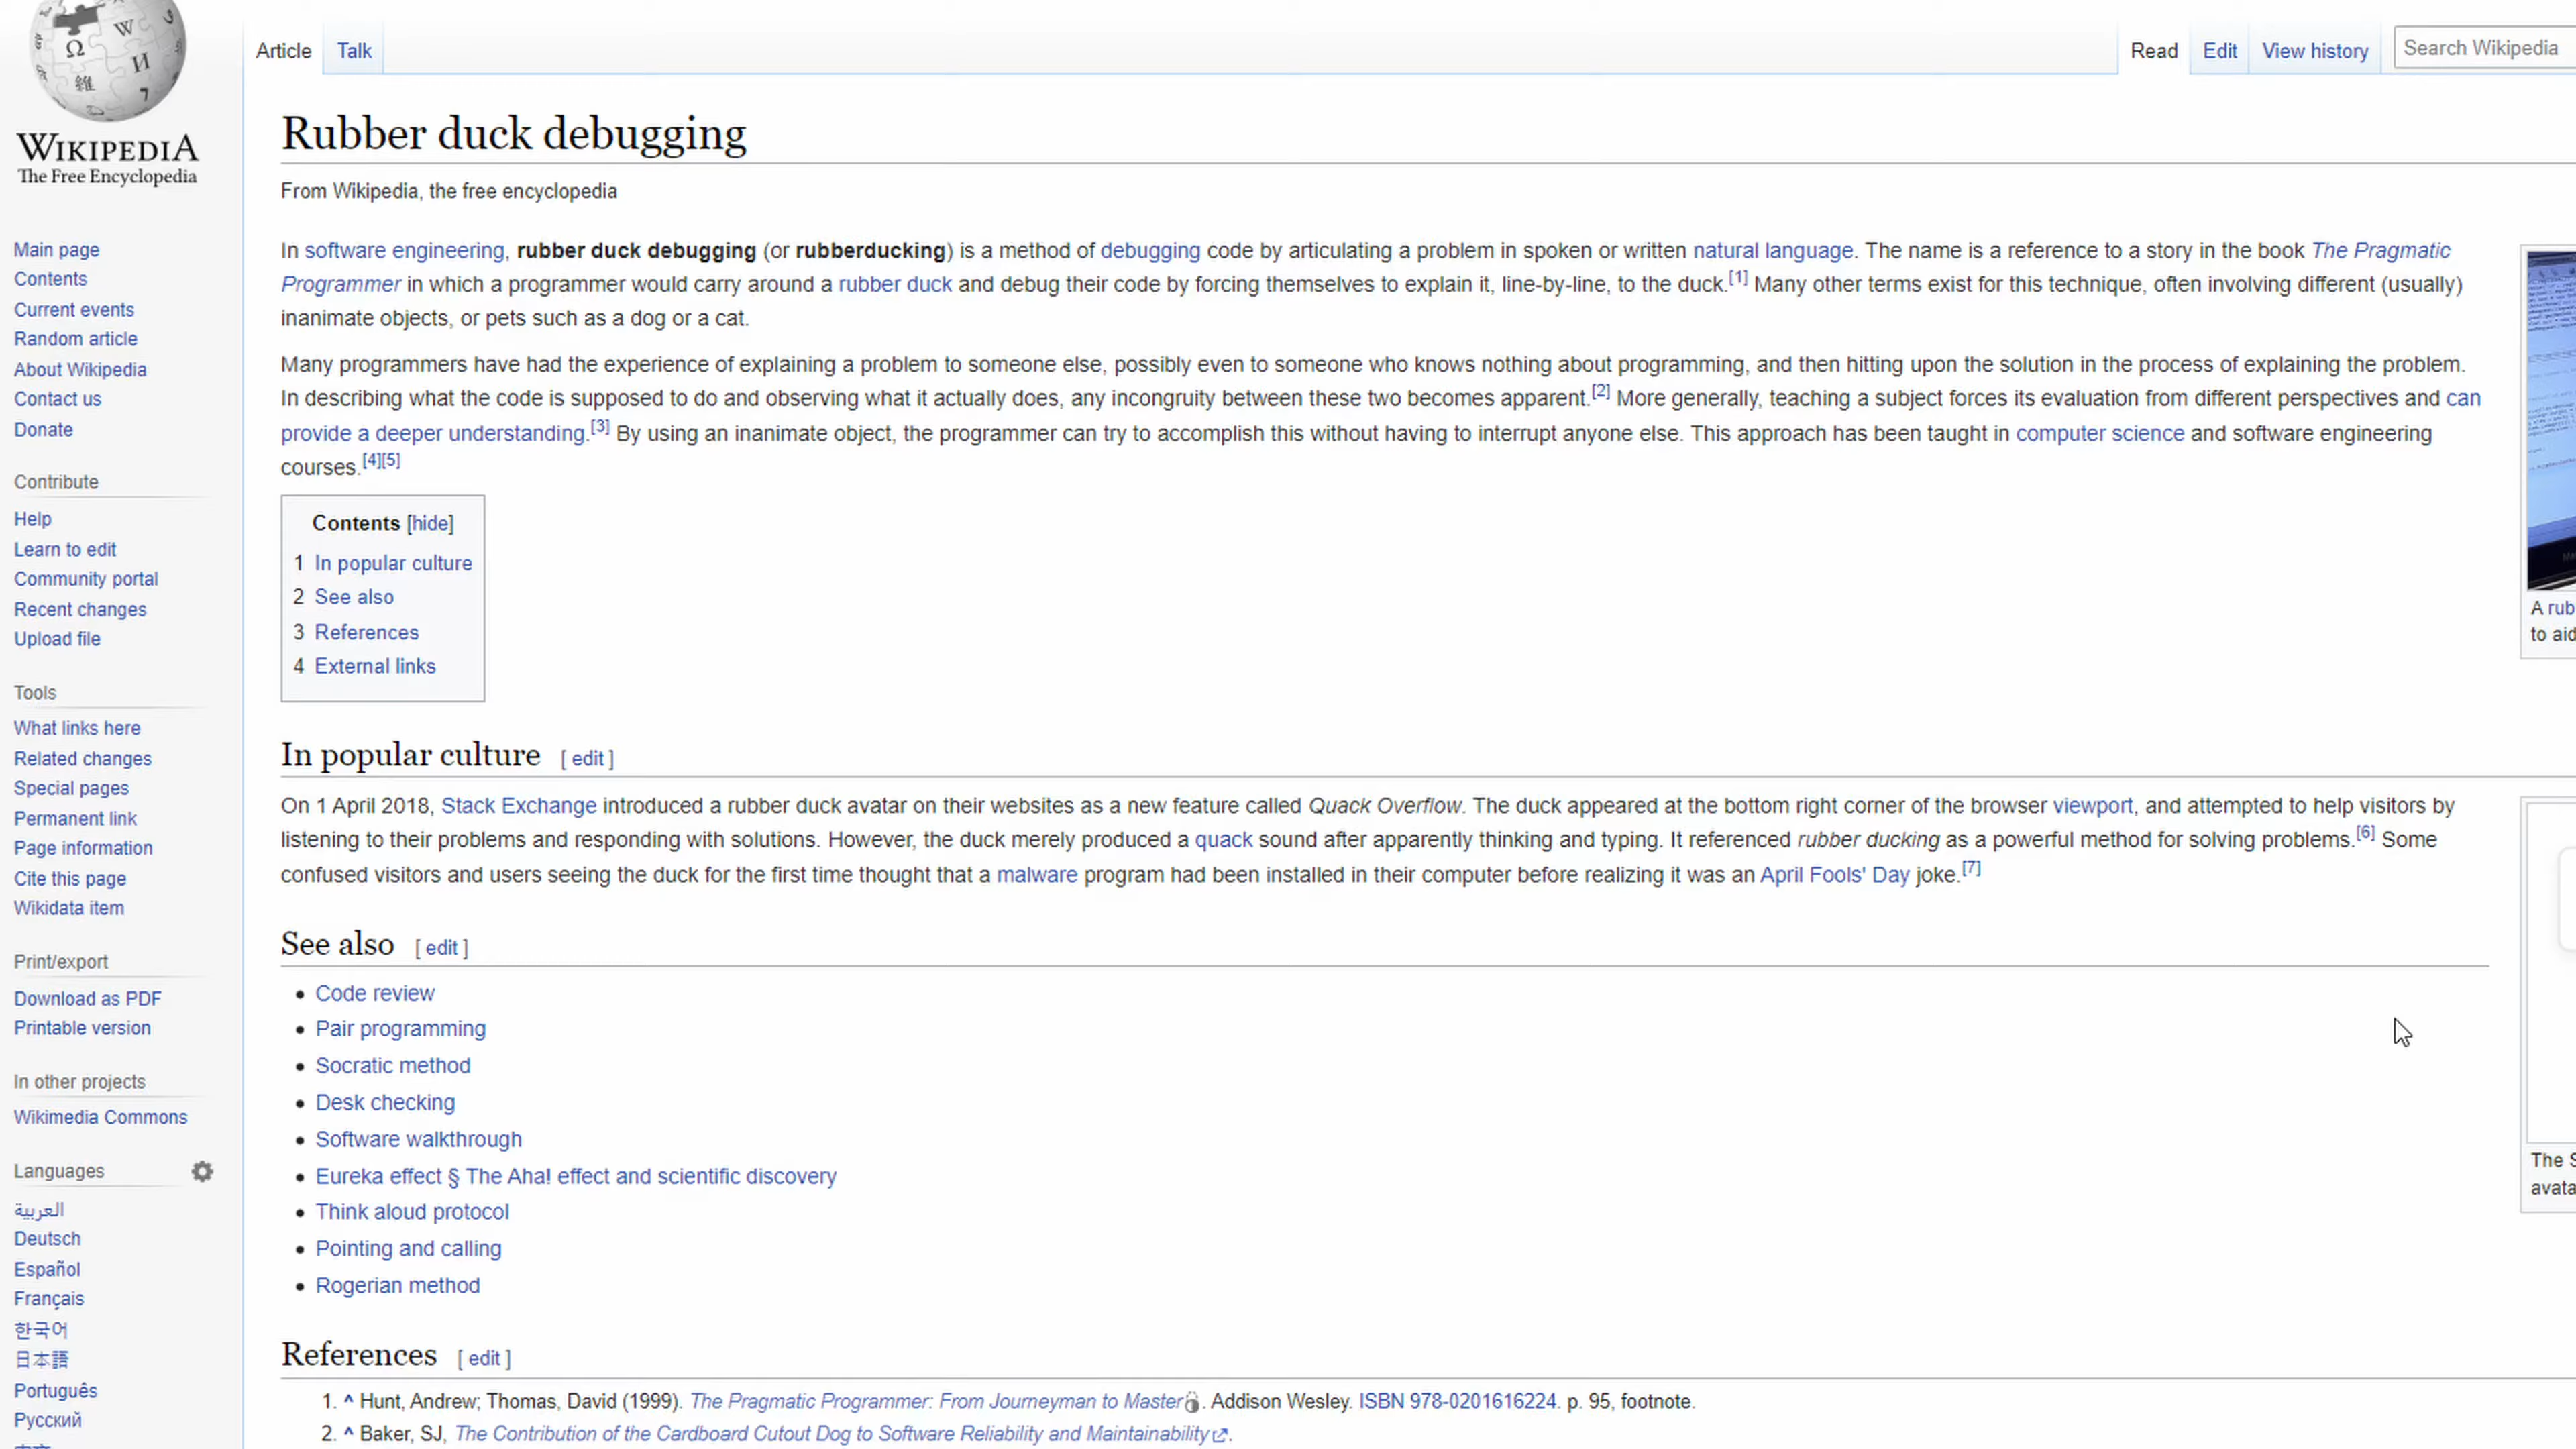 WIKIPEDIA
The Free Encyclopedia
Main page
Contents
Current events
Random article
About Wikipedia
Contact us
Donate
Contribute
Help
Learn to edit
Community portal
Recent changes
Upload file
Tools
What links here
Related changes
Special pages
Permanent link
Page information
Cite this page
Wikidata item
Print/export
Download as PDF
Printable version
In other projects
Wikimedia Commons
Languages
العربية
Deutsch
Español
Français
한국어
日本語
Português
Русский
Article Talk
Read Edit View history Search Wikipedia
Rubber duck debugging
From Wikipedia, the free encyclopedia
In software engineering, rubber duck debugging (or rubberducking) is a method of debugging code by articulating a problem in spoken or written natural language. The name is a reference to a story in the book The Pragmatic
Programmer in which a programmer would carry around a rubber duck and debug their code by forcing themselves to explain it, line-by-line, to the duck.[1] Many other terms exist for this technique, often involving different (usually)
inanimate objects, or pets such as a dog or a cat.
Many programmers have had the experience of explaining a problem to someone else, possibly even to someone who knows nothing about programming, and then hitting upon the solution in the process of explaining the problem.
In describing what the code is supposed to do and observing what it actually does, any incongruity between these two becomes apparent.[2] More generally, teaching a subject forces its evaluation from different perspectives and can
provide a deeper understanding.[3] By using an inanimate object, the programmer can try to accomplish this without having to interrupt anyone else. This approach has been taught in computer science and software engineering
courses.[4][5]
Contents [hide]
1 In popular culture
2 See also
3 References
4 External links
In popular culture [ edit ]
On 1 April 2018, Stack Exchange introduced a rubber duck avatar on their websites as a new feature called Quack Overflow. The duck appeared at the bottom right corner of the browser viewport, and attempted to help visitors by
listening to their problems and responding with solutions. However, the duck merely produced a quack sound after apparently thinking and typing. It referenced rubber ducking as a powerful method for solving problems.[6] Some
confused visitors and users seeing the duck for the first time thought that a malware program had been installed in their computer before realizing it was an April Fools' Day joke.[7]
See also [ edit ]
Code review
Pair programming
Socratic method
Desk checking
Software walkthrough
Eureka effect § The Aha! effect and scientific discovery
Think aloud protocol
Pointing and calling
Rogerian method
References [ edit ]
1. ^ Hunt, Andrew; Thomas, David (1999). The Pragmatic Programmer: From Journeyman to Master. Addison Wesley. ISBN 978-0201616224. p. 95, footnote.
2. ^ Baker, SJ, The Contribution of the Cardboard Cutout Dog to Software Reliability and Maintainability.
A rub
to aid
The S
avata